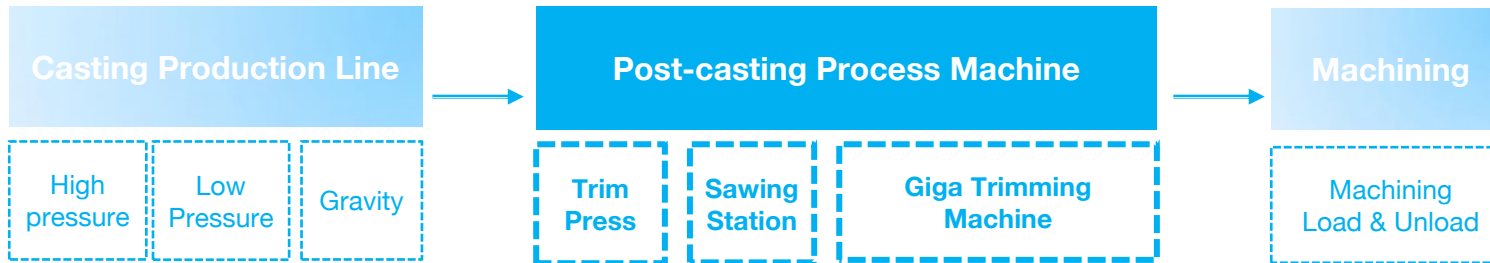 Casting Production Line
Post-casting Process Machine
Machining
High
pressure
Low
Pressure
Gravity
Trim
Press
Sawing
Station
Giga Trimming
Machine
Machining
Load & Unload